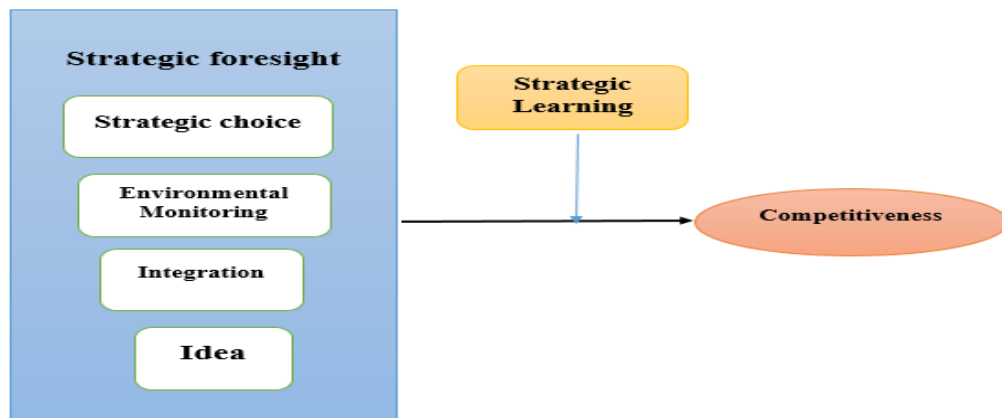 Strategic foresight
Strategic choice
Environmental
Monitoring
Integration
Idea
Strategic
Learning
Competitiveness